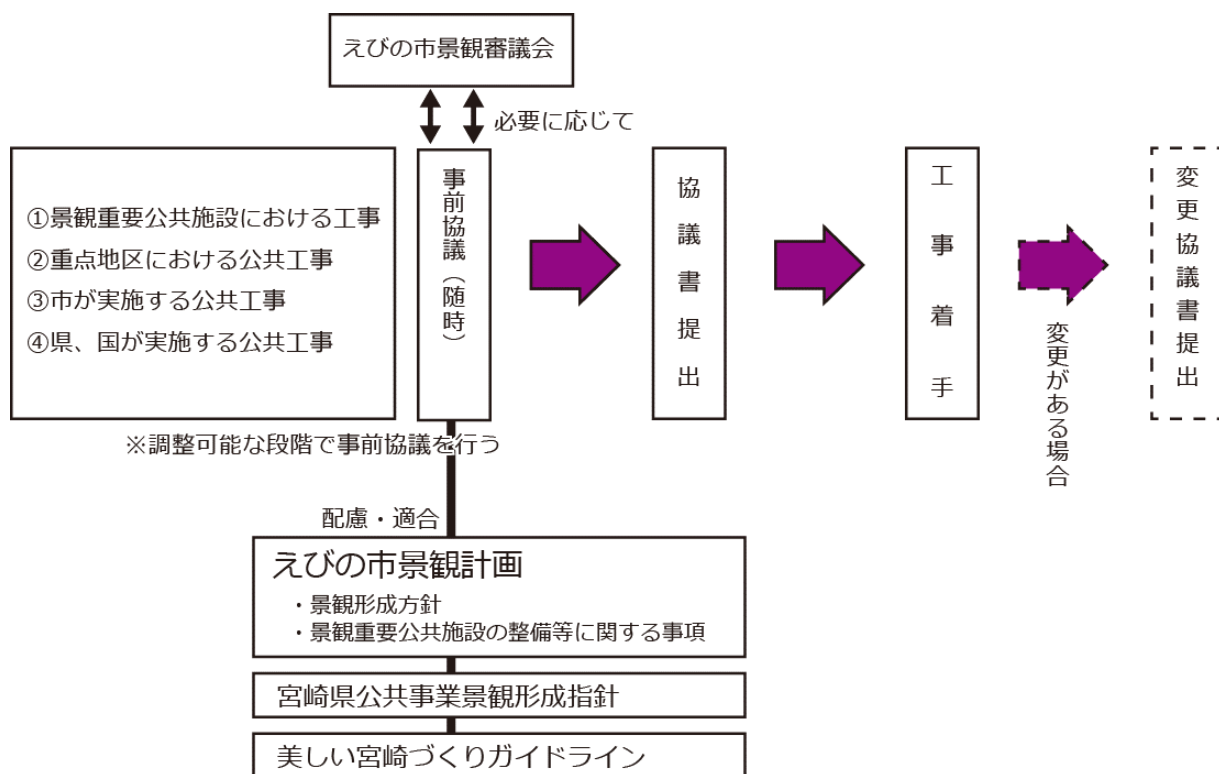 えびの市景観審議会
必要に応じて
①景観重要公共施設における工事
②重点地区における公共工事
③市が実施する公共工事
④県、国が実施する公共工事
事前協議（随時）
協議書提出
工事着手
変更がある場合
変更協議書提出
※調整可能な段階で事前協議を行う
配慮・適合
えびの市景観計画
・景観形成方針
・景観重要公共施設の整備等に関する事項
宮崎県公共事業景観形成指針
美しい宮崎づくりガイドライン